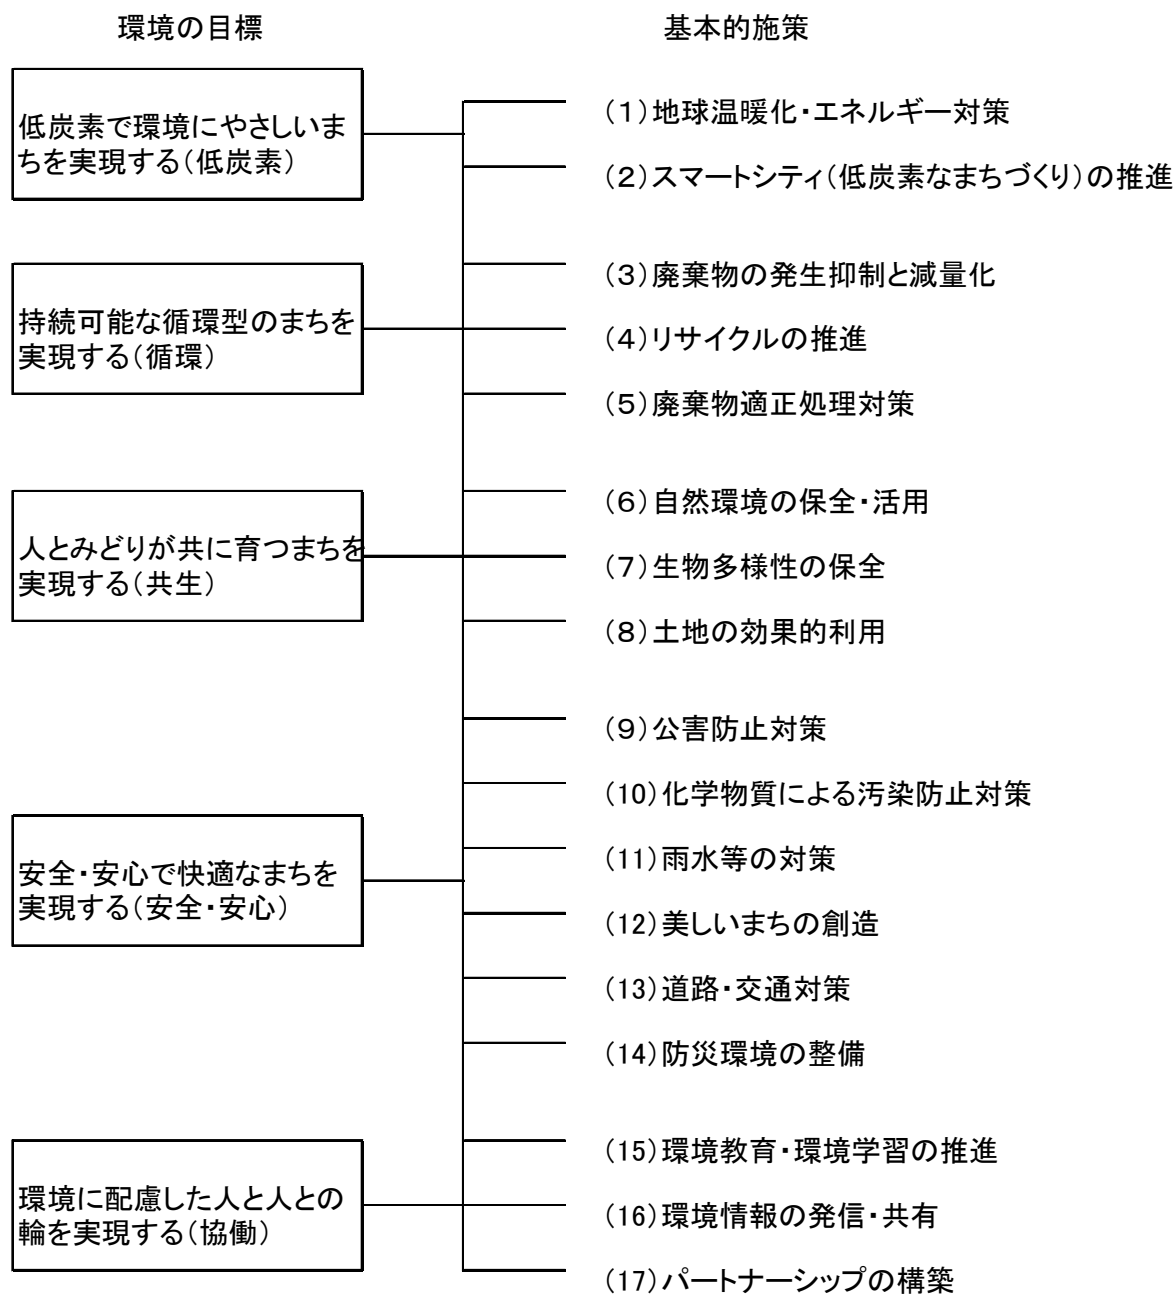 環境の目標
基本的施策
低炭素で環境にやさしいま
ちを実現する(低炭素)
(1)地球温暖化・エネルギー対策
(2)スマートシティ(低炭素なまちづくり)の推進
持続可能な循環型のまちを
実現する(循環)
(3)廃棄物の発生抑制と減量化
(4)リサイクルの推進
(5)廃棄物適正処理対策
人とみどりが共に育つまちを
実現する(共生)
(6)自然環境の保全・活用
(7)生物多様性の保全
(8)土地の効果的利用
安全・安心で快適なまちを
実現する(安全・安心)
(9)公害防止対策
(10)化学物質による汚染防止対策
(11)雨水等の対策
(12)美しいまちの創造
(13)道路・交通対策
(14)防災環境の整備
環境に配慮した人と人との
輪を実現する(協働)
(15)環境教育・環境学習の推進
(16)環境情報の発信・共有
(17)パートナーシップの構築